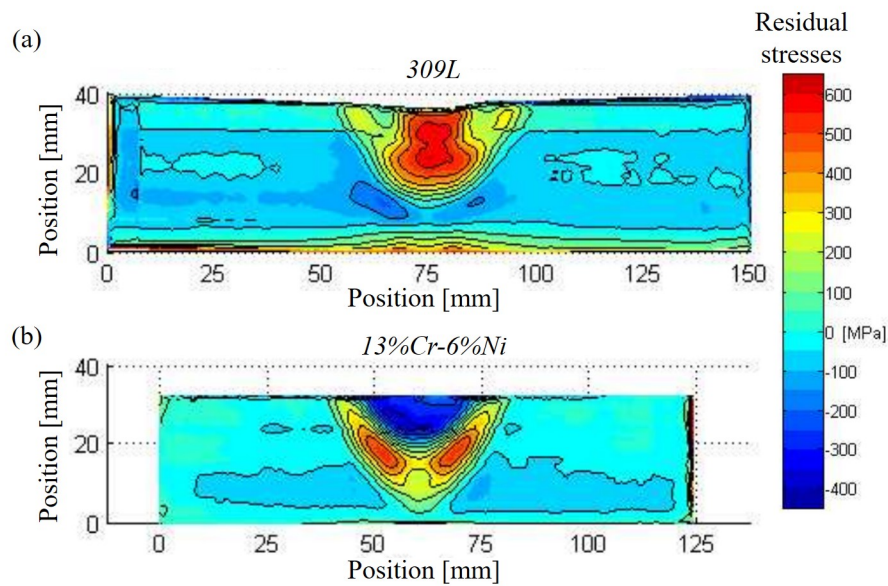 (a)
309L
Residual
stresses
40
20
0
Position [mm]
0 25 50 75 100 150
Position [mm]
600
500
400
300
200
100
0 [MPa]
-100
-200
-300
-400
(b)
13%Cr-6%Ni
40
20
0
Position [mm]
0 25 50 75 100 125
Position [mm]